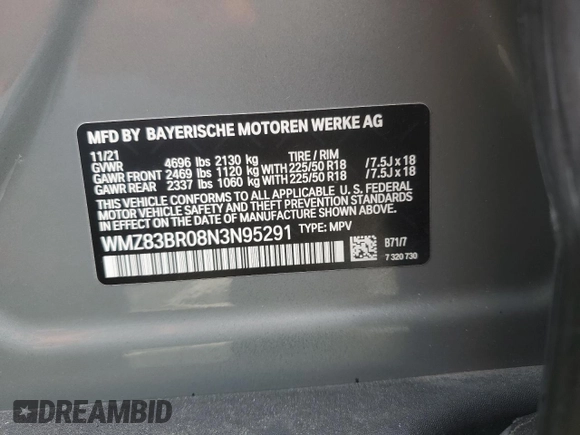 MFD BY BAYERISCHE MOTOREN WERKE AG
11/21
GVWR 4696 lbs 2130 kg TIRE / RIM
GAWR FRONT 2469 lbs 1120 kg WITH 225/50 R18 /7.5J x 18
GAWR REAR 2337 lbs 1060 kg WITH 225/50 R18 /7.5J x 18
THIS VEHICLE CONFORMS TO ALL APPLICABLE U.S. FEDERAL
MOTOR VEHICLE SAFETY STANDARDS IN EFFECT ON THE
DATE OF MANUFACTURE SHOWN ABOVE.
WMZ83BR08N3N95291 TYPE: MPV
B71/7
7 320 730
DREAMBID